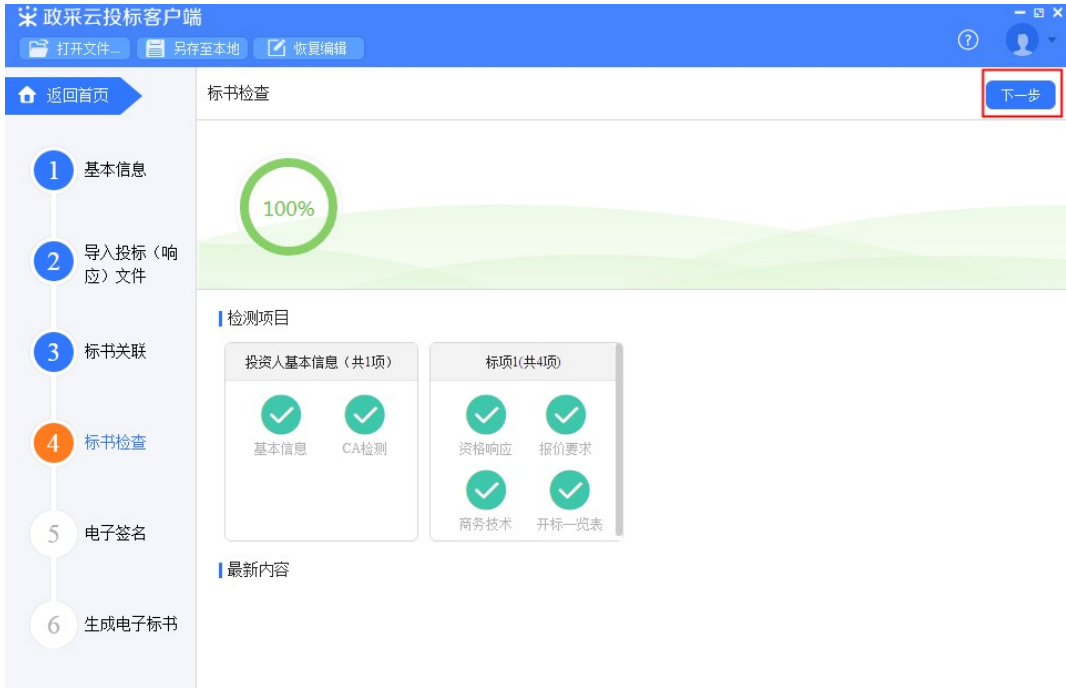 政采云投标客户端
打开文件... 另存至本地 恢复编辑
返回首页
标书检查
下一步
1 基本信息
2 导入投标（响
应）文件
3 标书关联
4 标书检查
5 电子签名
6 生成电子标书
100%
检测项目
投资人基本信息（共1项）
基本信息 CA检测
标项1(共4项)
资格响应 报价要求
商务技术 开标一览表
最新内容